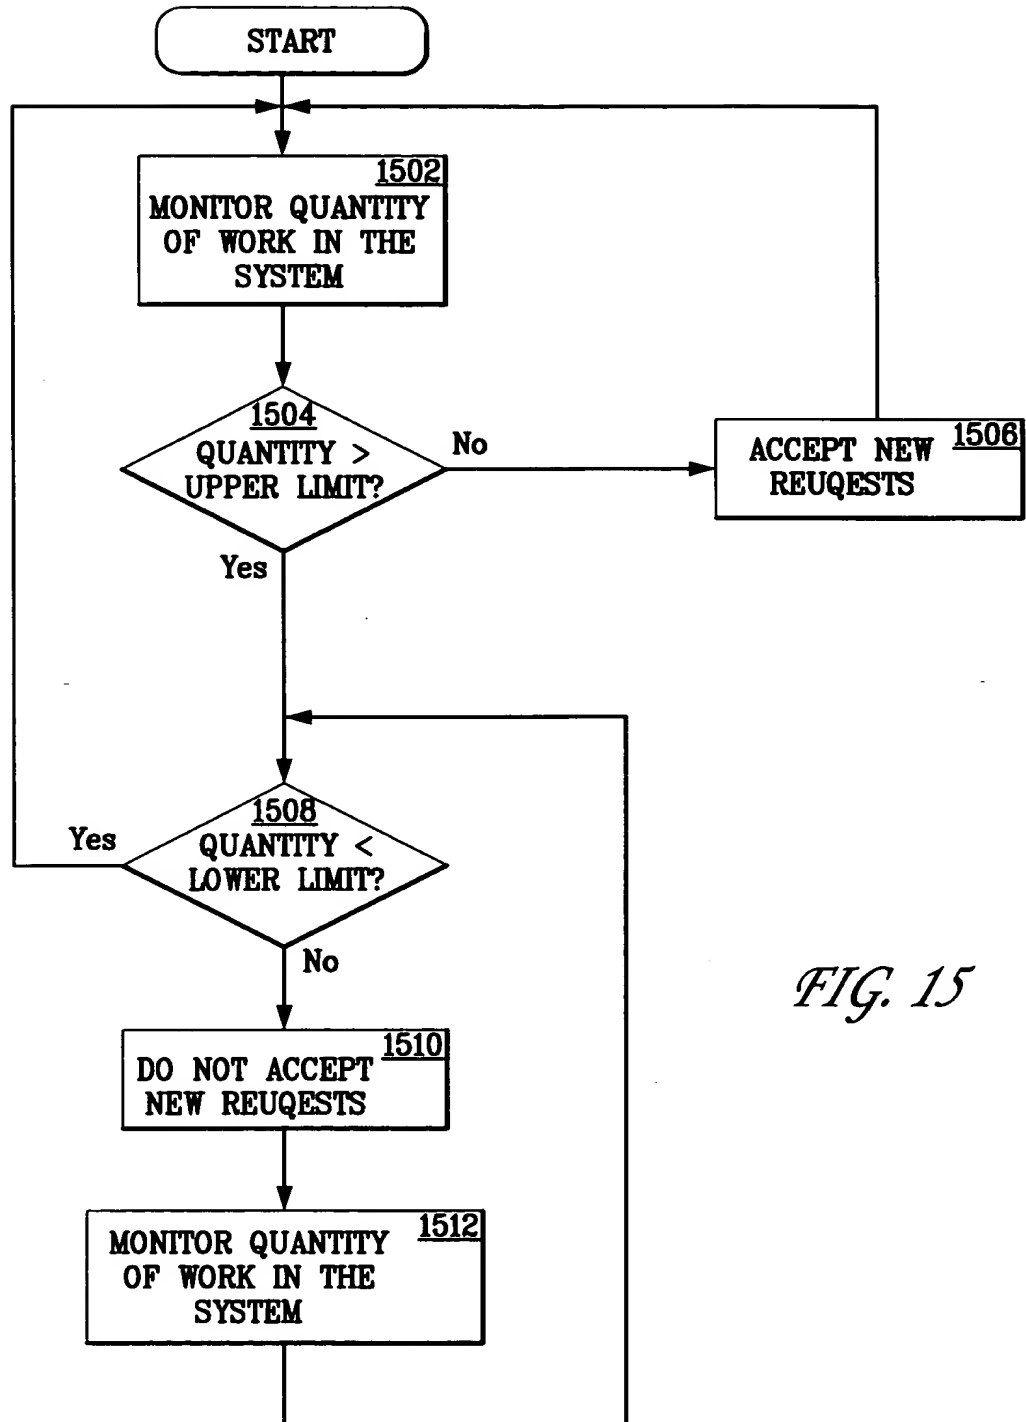 START
1502
MONITOR QUANTITY
OF WORK IN THE
SYSTEM
1504
QUANTITY >
UPPER LIMIT?
No
1506
ACCEPT NEW
REUQESTS
Yes
1508
QUANTITY <
LOWER LIMIT?
Yes
No
1510
DO NOT ACCEPT
NEW REUQESTS
FIG. 15
1512
MONITOR QUANTITY
OF WORK IN THE
SYSTEM